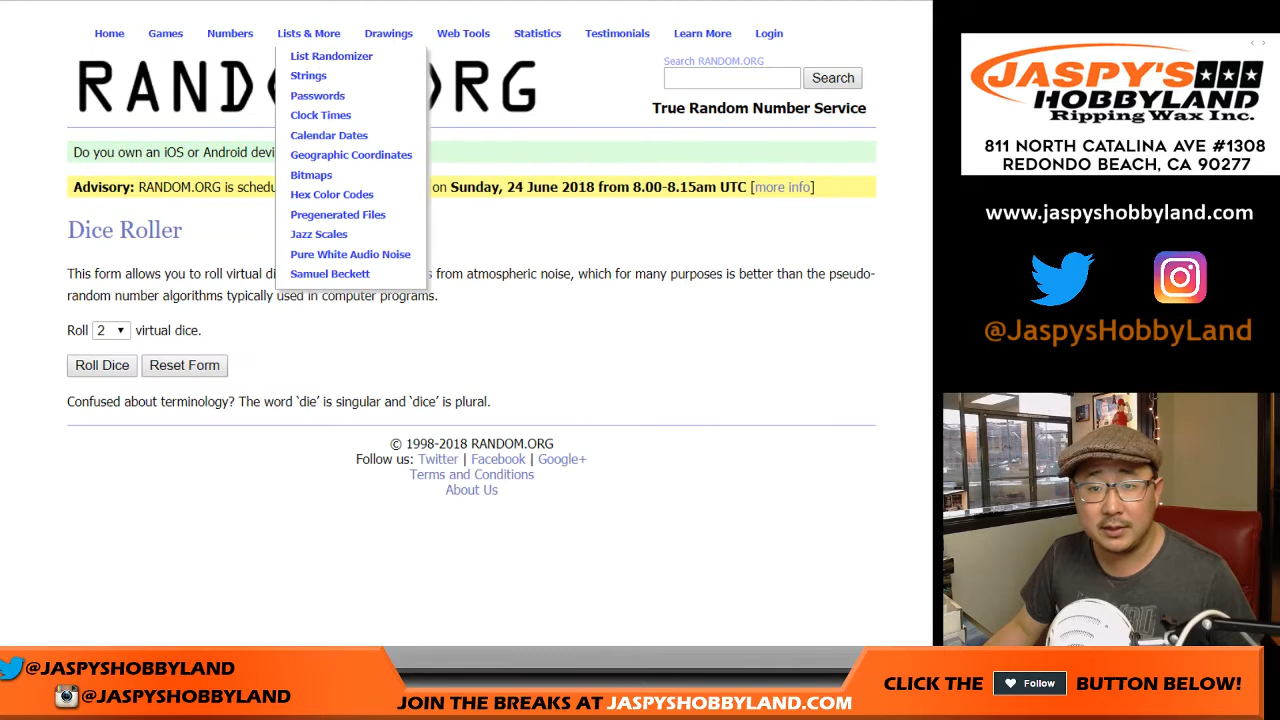 Home Games Numbers Lists & More Drawings Web Tools Statistics Testimonials Learn More Login
List Randomizer
Strings
Passwords
Clock Times
Calendar Dates
Geographic Coordinates
Bitmaps
Hex Color Codes
Pregenerated Files
Jazz Scales
Pure White Audio Noise
Samuel Beckett
RAND ORG
Search RANDOM.ORG
Search
True Random Number Service
Do you own an iOS or Android devi
Advisory: RANDOM.ORG is schedu on Sunday, 24 June 2018 from 8.00-8.15am UTC [more info]
Dice Roller
This form allows you to roll virtual di s from atmospheric noise, which for many purposes is better than the pseudo-
random number algorithms typically used in computer programs.
Roll 2 virtual dice.
Roll Dice Reset Form
Confused about terminology? The word ‘die’ is singular and ‘dice’ is plural.
© 1998-2018 RANDOM.ORG
Follow us: Twitter | Facebook | Google+
Terms and Conditions
About Us
JASPY'S
HOBBYLAND
Ripping Wax Inc.
811 NORTH CATALINA AVE #1308
REDONDO BEACH, CA 90277
www.jaspyshobbyland.com
@JaspysHobbyLand
@JASPYSHOBBYLAND
@JASPYSHOBBYLAND
JOIN THE BREAKS AT JASPYSHOBBYLAND.COM
CLICK THE Follow BUTTON BELOW!